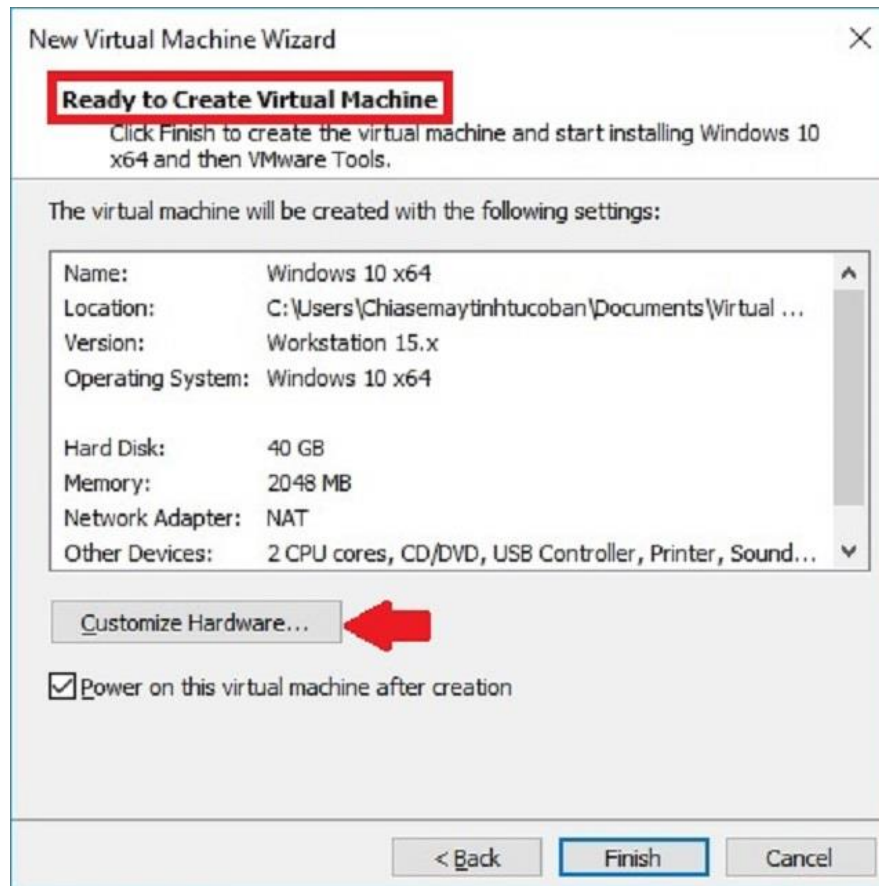 New Virtual Machine Wizard
Ready to Create Virtual Machine
Click Finish to create the virtual machine and start installing Windows 10
x64 and then VMware Tools.
The virtual machine will be created with the following settings:
Name: Windows 10 x64
Location: C:\Users\Chiasemaytinhtucoban\Documents\Virtual ...
Version: Workstation 15.x
Operating System: Windows 10 x64
Hard Disk: 40 GB
Memory: 2048 MB
Network Adapter: NAT
Other Devices: 2 CPU cores, CD/DVD, USB Controller, Printer, Sound...
Customize Hardware...
Power on this virtual machine after creation
< Back Finish Cancel